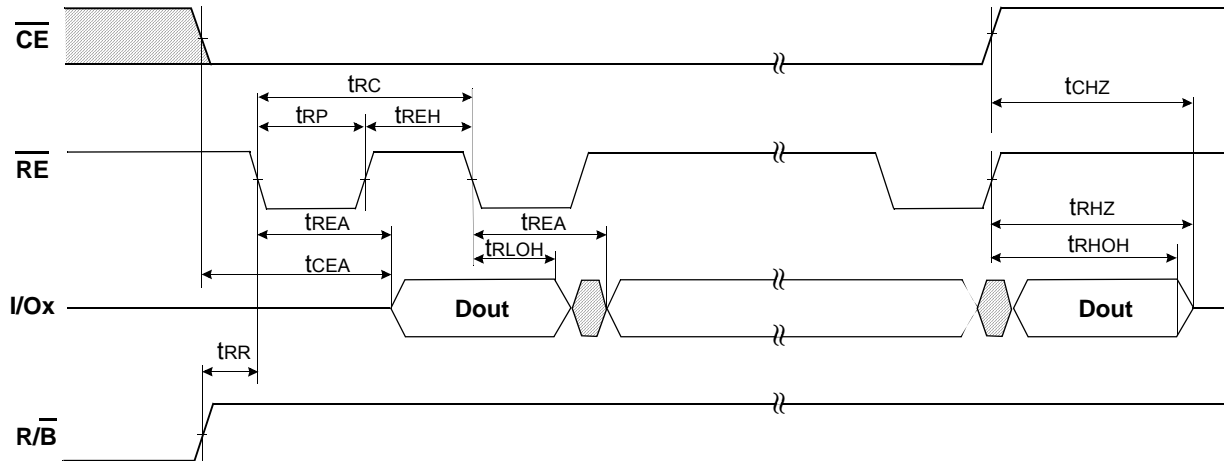 CE
tRC
tCHZ
tRP
tREH
RE
tREA
tREA
tRHZ
tRLOH
tRHOH
tCEA
I/Ox
Dout
Dout
tRR
R/B